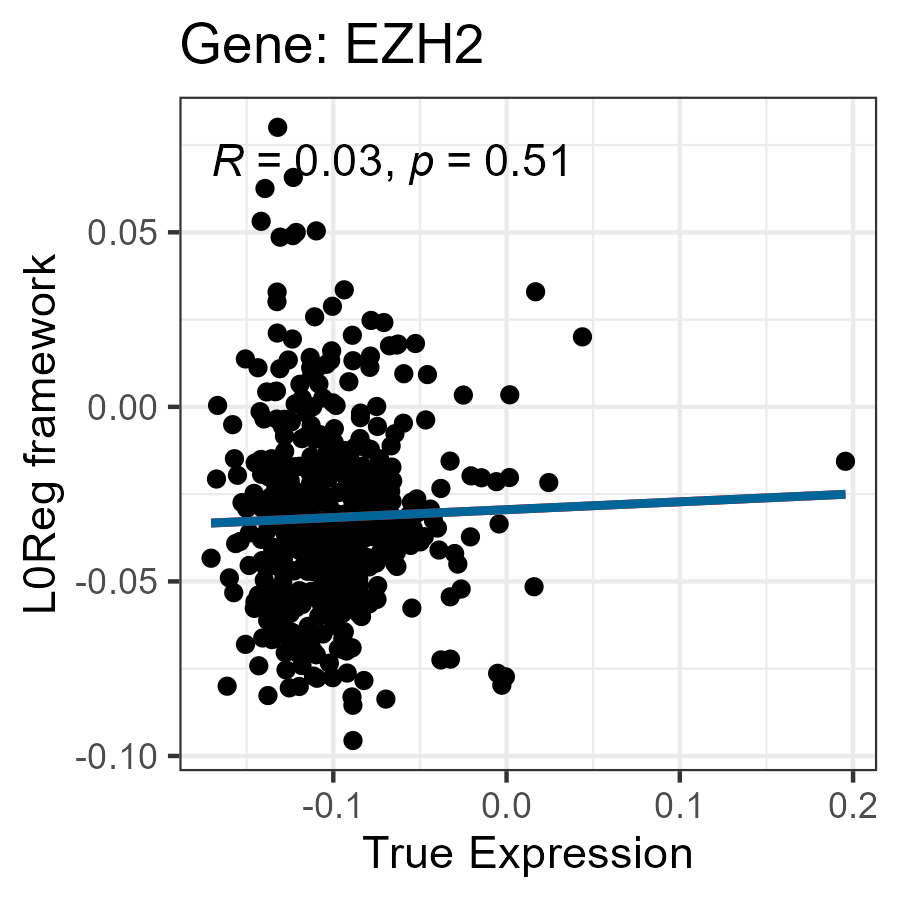 Gene: EZH2
R = 0.03, p = 0.51
L0Reg framework
0.05
0.00
-0.05
-0.10
-0.1 0.0 0.1 0.2
True Expression